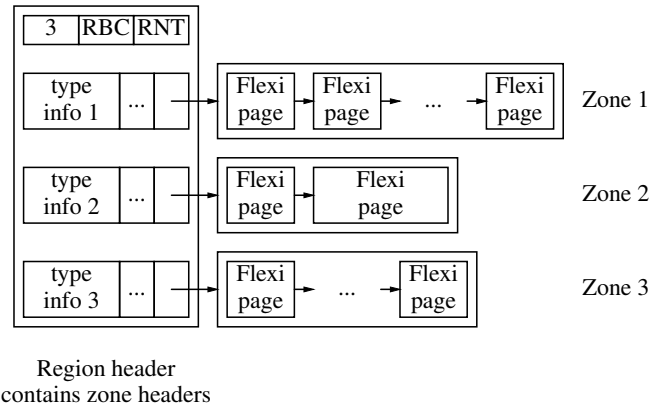 3 RBC RNT
type info 1 ... Flexi page Flexi page ... Flexi page Zone 1
type info 2 ... Flexi page Flexi page Zone 2
type info 3 ... Flexi page ... Flexi page Zone 3
Region header
contains zone headers